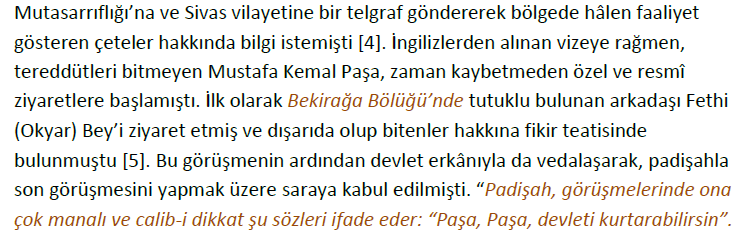 Mutasarrıflığı’na ve Sivas vilayetine bir telgraf göndererek bölgede hâlen faaliyet
gösteren çeteler hakkında bilgi istemişti [4]. İngilizlerden alınan vizeye rağmen,
tereddütleri bitmeyen Mustafa Kemal Paşa, zaman kaybetmeden özel ve resmî
ziyaretlere başlamıştı. İlk olarak Bekirağa Bölüğü’nde tutuklu bulunan arkadaşı Fethi
(Okyar) Bey’i ziyaret etmiş ve dışarıda olup bitenler hakkına fikir teatisinde
bulunmuştu [5]. Bu görüşmenin ardından devlet erkânıyla da vedalaşarak, padişahla
son görüşmesini yapmak üzere saraya kabul edilmişti. “Padişah, görüşmelerinde ona
çok manalı ve calib-i dikkat şu sözleri ifade eder: “Paşa, Paşa, devleti kurtarabilirsin”.